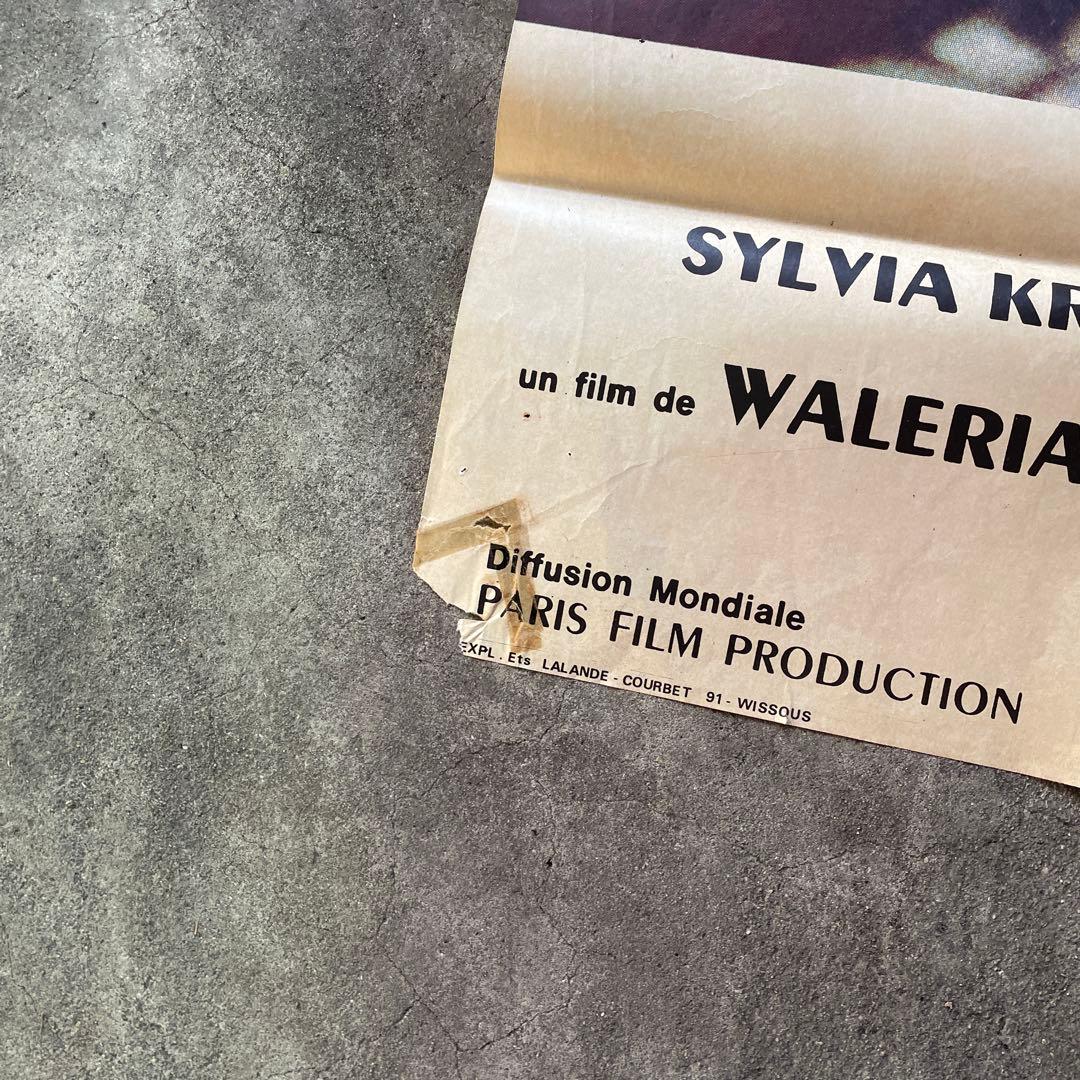 SYLVIA KR
un film de WALERIA
Diffusion Mondiale
PARIS FILM PRODUCTION
EXPL . Ets LALANDE - COURBET 91 - WISSOUS